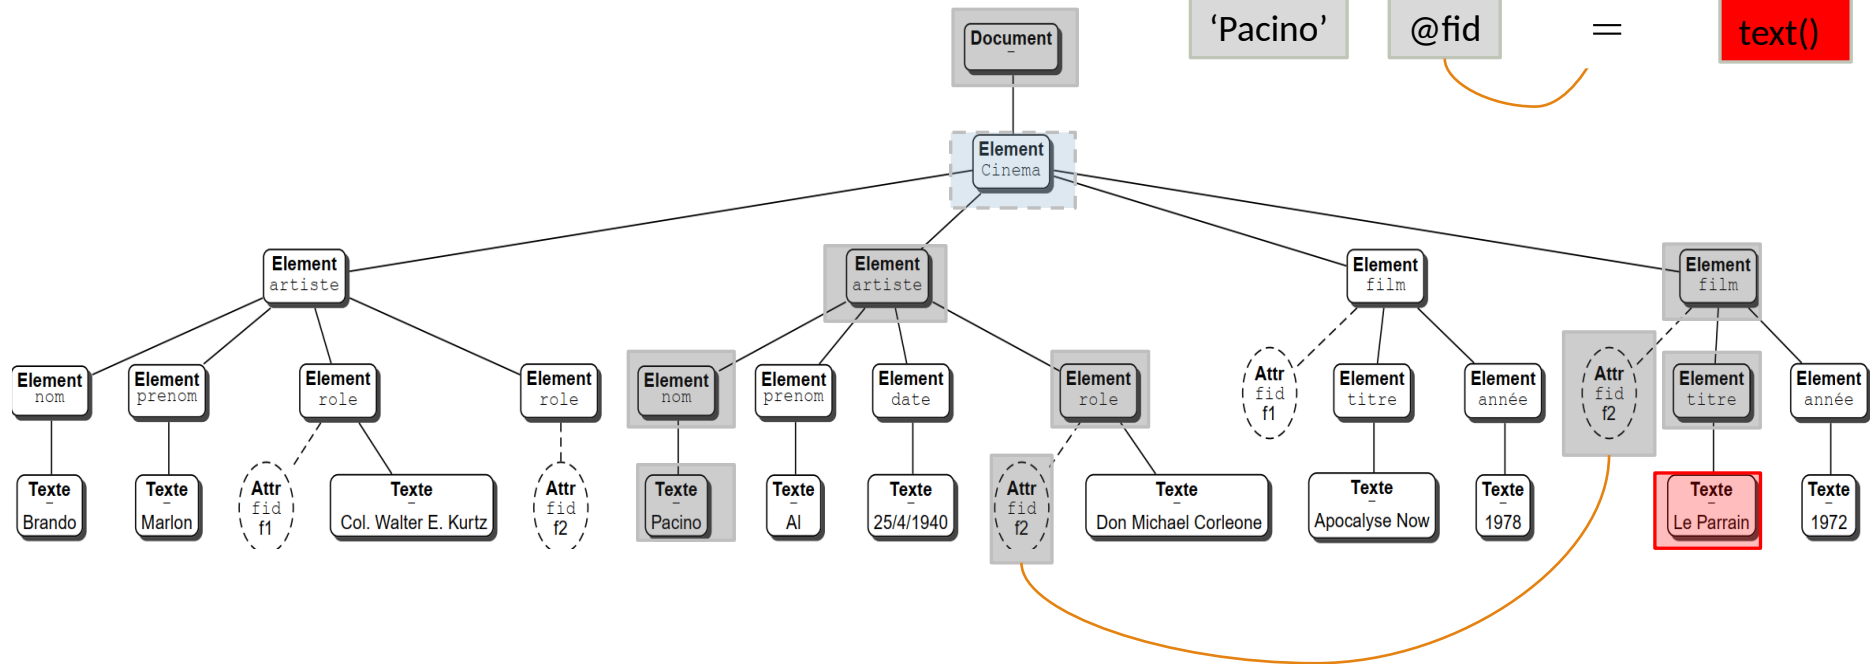 ‘Pacino’ @fid = text()
Document
–
Element
Cinema
Element
artiste
Element
artiste
Element
film
Element
film
Element
nom
Element
prenom
Element
role
Element
role
Element
nom
Element
prenom
Element
date
Element
role
Attr
fid
f1
Element
titre
Element
année
Attr
fid
f2
Element
titre
Element
année
Texte
–
Brando
Texte
–
Marlon
Attr
fid
f1
Texte
–
Col. Walter E. Kurtz
Attr
fid
f2
Texte
–
Pacino
Texte
–
Al
Texte
–
25/4/1940
Attr
fid
f2
Texte
–
Don Michael Corleone
Texte
–
Apocalyse Now
Texte
–
1978
Texte
–
Le Parrain
Texte
–
1972